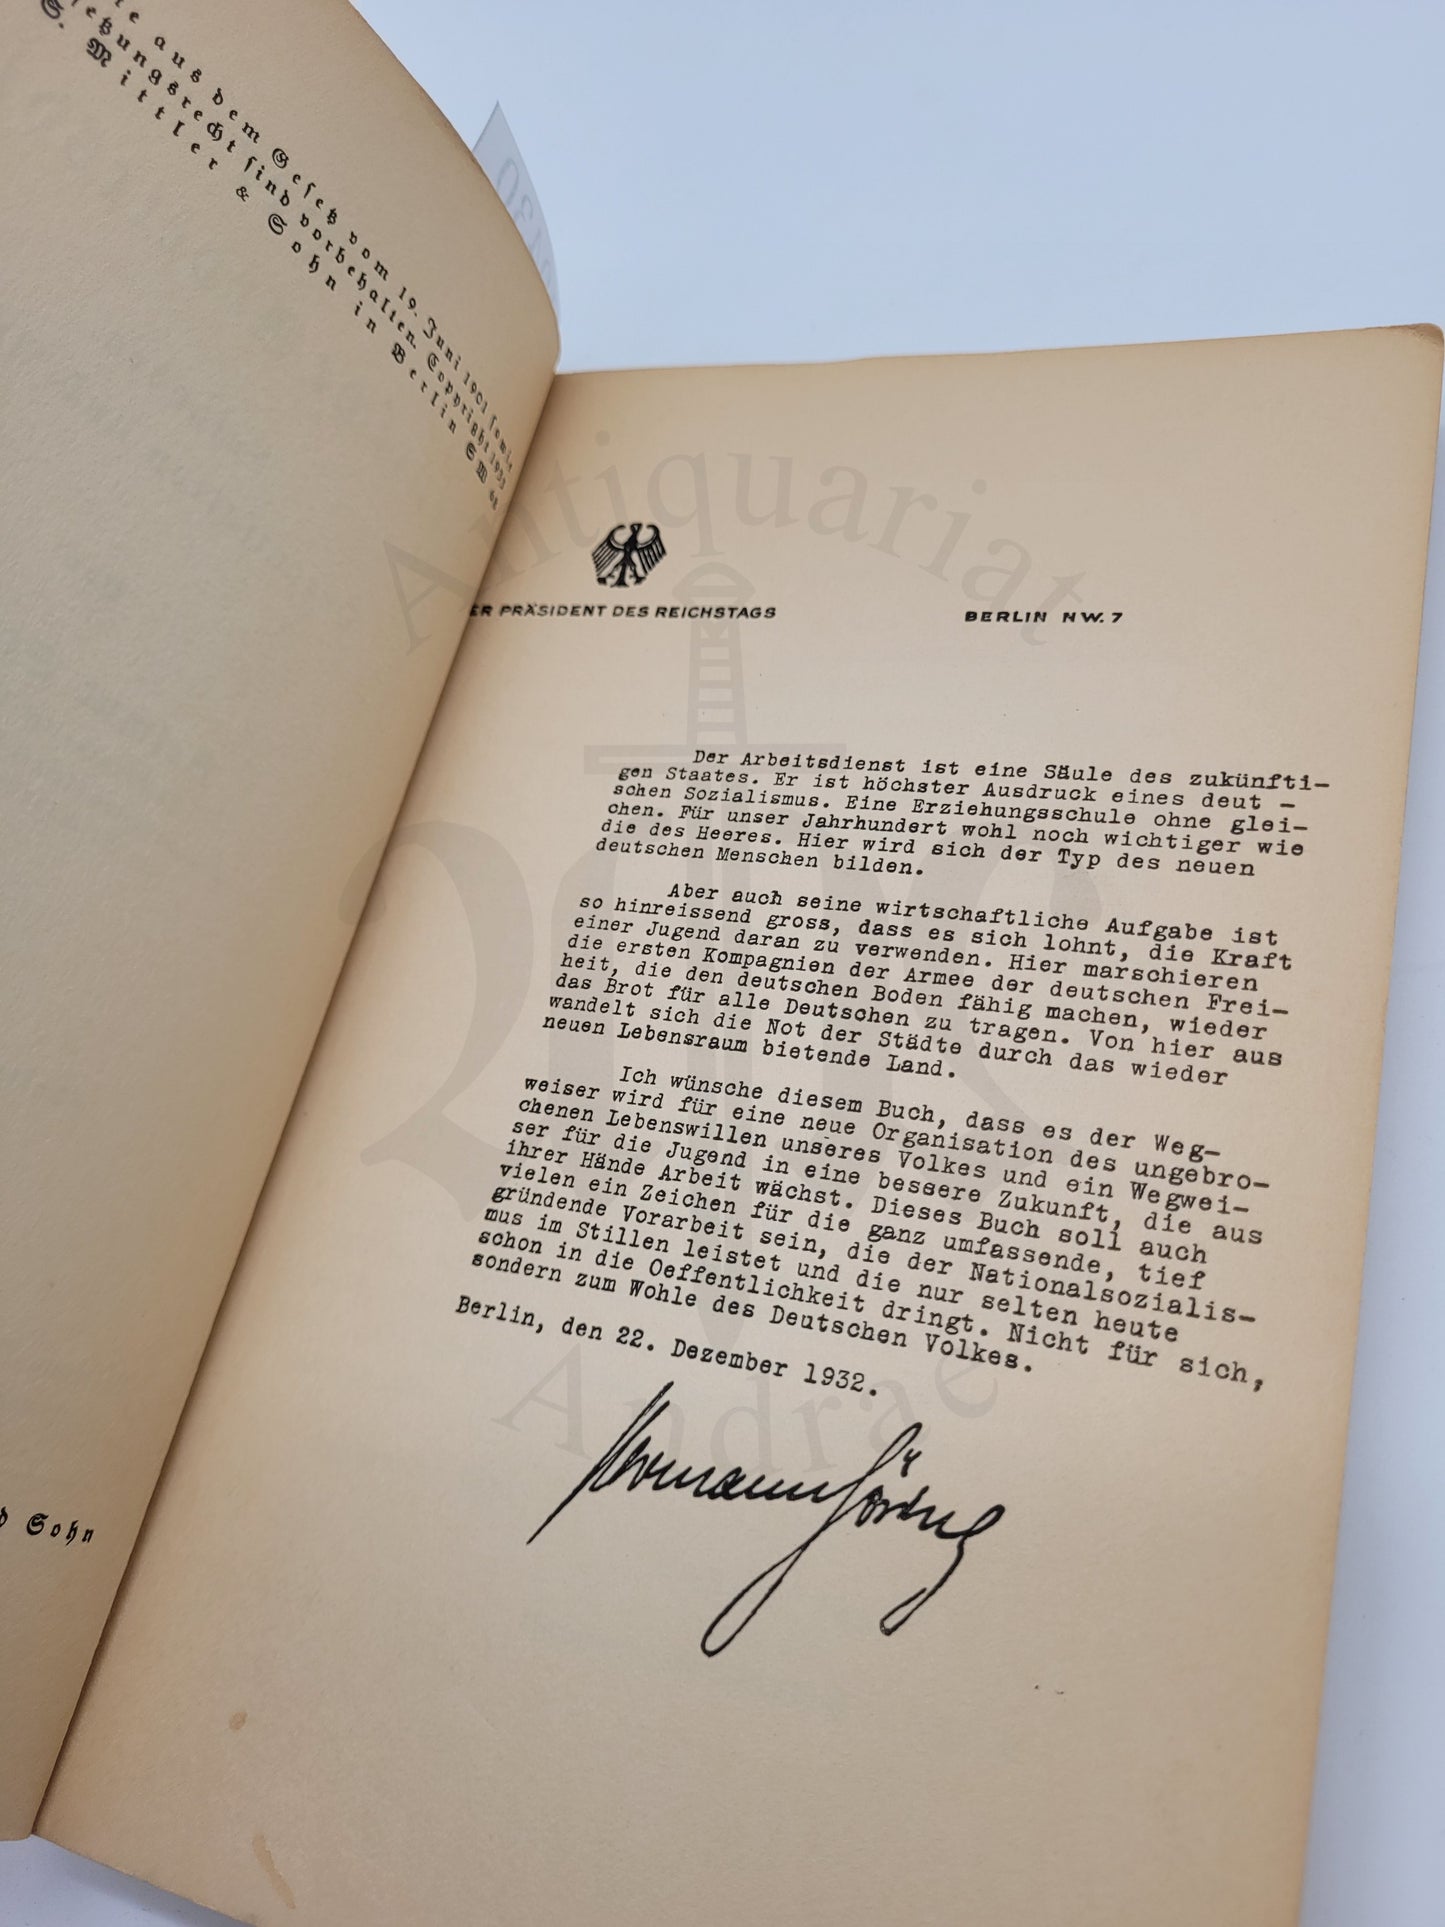 aus dem Gesetz vom 19. Juni 1901 sowie
srecht sind vorbehalten. Copyright 1933
S. Mittler & Sohn in Berlin SW 68
Sohn
ER PRÄSIDENT DES REICHSTAGS
BERLIN NW. 7
Der Arbeitsdienst ist eine Säule des zukünfti-
gen Staates. Er ist höchster Ausdruck eines deut -
schen Sozialismus. Eine Erziehungsschule ohne glei-
chen. Für unser Jahrhundert wohl noch wichtiger wie
die des Heeres. Hier wird sich der Typ des neuen
deutschen Menschen bilden.
Aber auch seine wirtschaftliche Aufgabe ist
so hinreissend gross, dass es sich lohnt, die Kraft
einer Jugend daran zu verwenden. Hier marschieren
die ersten Kompagnien der Armee der deutschen Frei-
heit, die den deutschen Boden fähig machen, wieder
das Brot für alle Deutschen zu tragen. Von hier aus
wandelt sich die Not der Städte durch das wieder
neuen Lebensraum bietende Land.
Ich wünsche diesem Buch, dass es der Weg-
weiser wird für eine neue Organisation des ungebro-
chenen Lebenswillen unseres Volkes und ein Wegwei-
ser für die Jugend in eine bessere Zukunft, die aus
ihrer Hände Arbeit wächst. Dieses Buch soll auch
vielen ein Zeichen für die ganz umfassende, tief
gründende Vorarbeit sein, die der Nationalsozialis-
mus im Stillen leistet und die nur selten heute
schon in die Oeffentlichkeit dringt. Nicht für sich,
sondern zum Wohle des Deutschen Volkes.
Berlin, den 22. Dezember 1932.
Hermann Göring
Antiquariat
Andrae